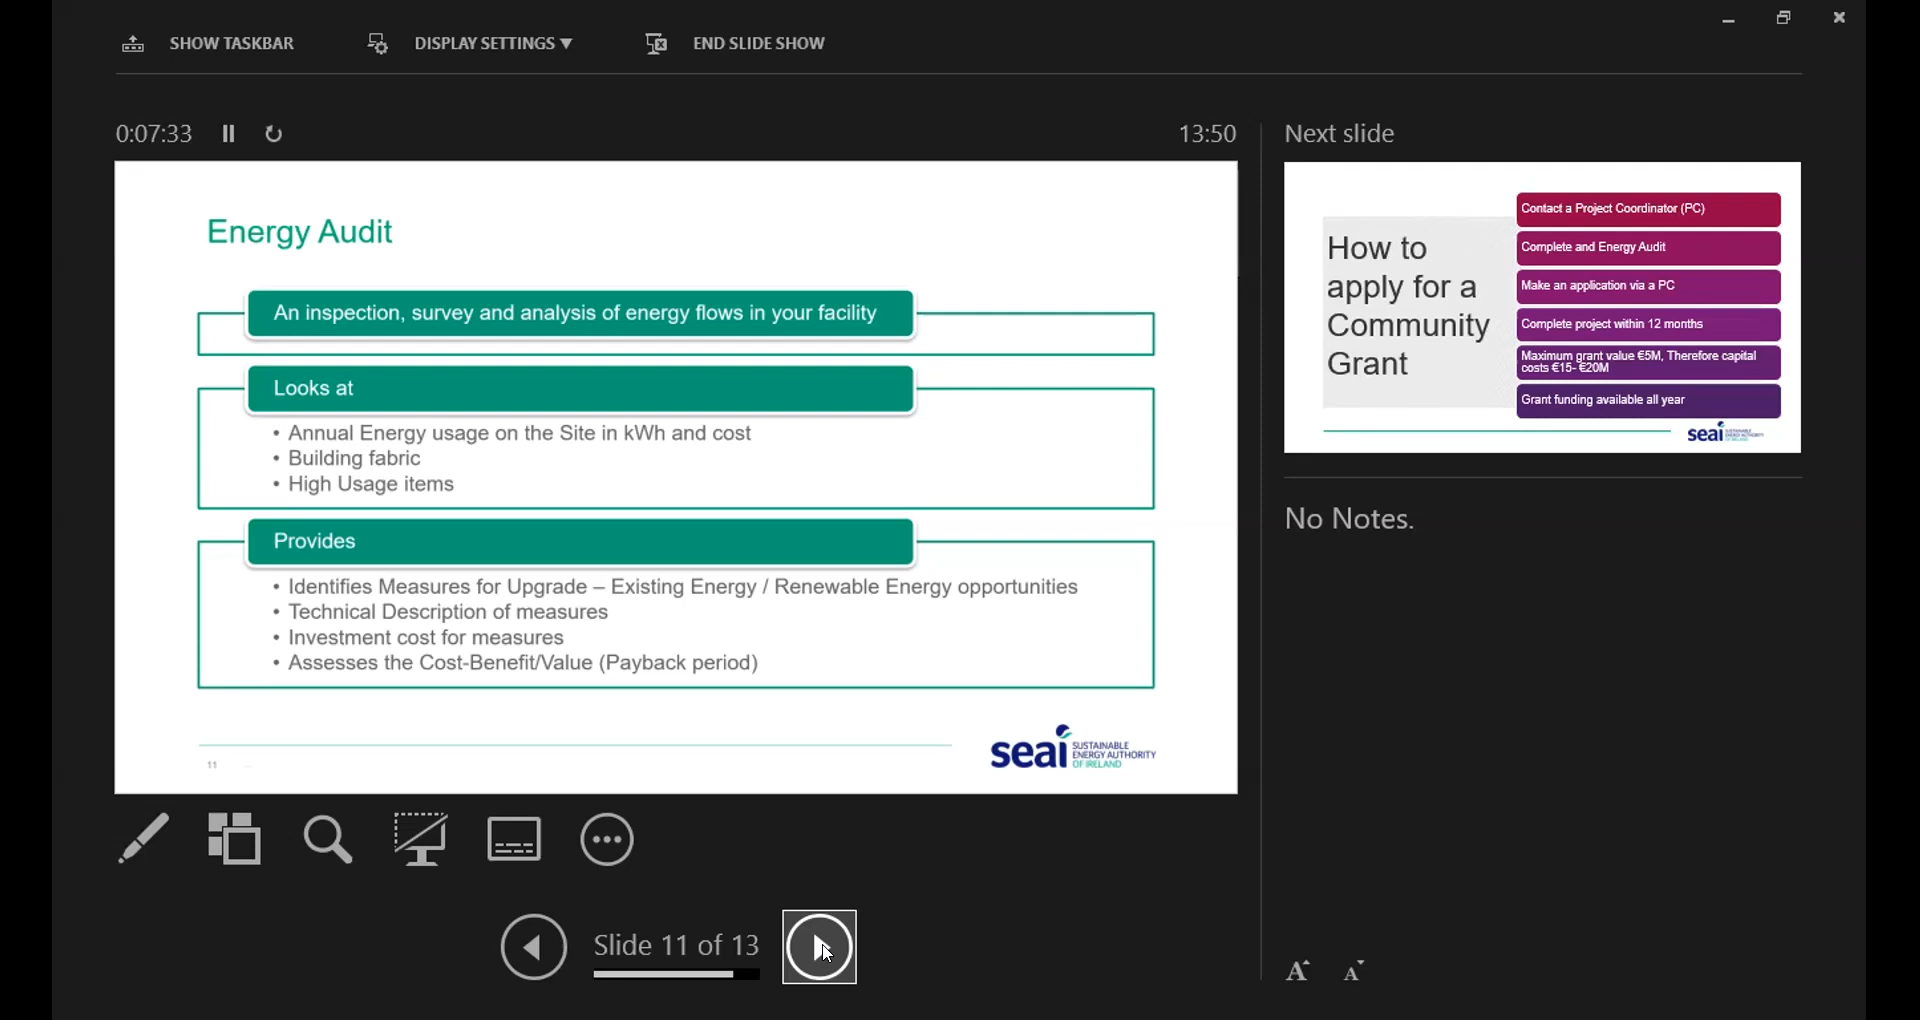 SHOW TASKBAR
DISPLAY SETTINGS
END SLIDE SHOW
0:07:33
13:50
Energy Audit
An inspection, survey and analysis of energy flows in your facility
Looks at
• Annual Energy usage on the Site in kWh and cost
• Building fabric
• High Usage items
Provides
• Identifies Measures for Upgrade – Existing Energy / Renewable Energy opportunities
• Technical Description of measures
• Investment cost for measures
• Assesses the Cost-Benefit/Value (Payback period)
11
seai
SUSTAINABLE
ENERGY AUTHORITY
OF IRELAND
Slide 11 of 13
Next slide
How to
apply for a
Community
Grant
Contact a Project Coordinator (PC)
Complete and Energy Audit
Make an application via a PC
Complete project within 12 months
Maximum grant value €5M, Therefore capital
costs €15- €20M
Grant funding available all year
seai
SUSTAINABLE
ENERGY AUTHORITY
OF IRELAND
No Notes.
A A